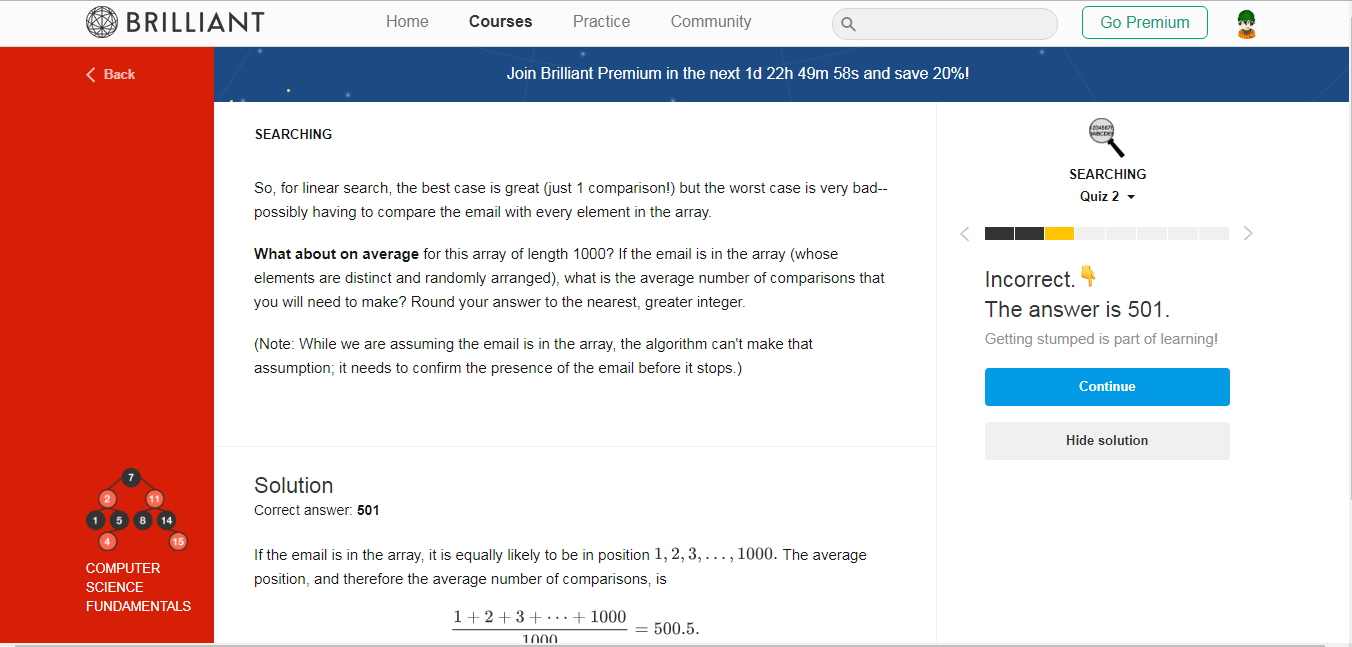 BRILLIANT
Home Courses Practice Community
Go Premium
Back
Join Brilliant Premium in the next 1d 22h 49m 58s and save 20%!
SEARCHING
So, for linear search, the best case is great (just 1 comparison!) but the worst case is very bad--
possibly having to compare the email with every element in the array.
What about on average for this array of length 1000? If the email is in the array (whose
elements are distinct and randomly arranged), what is the average number of comparisons that
you will need to make? Round your answer to the nearest, greater integer.
(Note: While we are assuming the email is in the array, the algorithm can't make that
assumption; it needs to confirm the presence of the email before it stops.)
Solution
Correct answer: 501
If the email is in the array, it is equally likely to be in position 1, 2, 3, . . . , 1000. The average
position, and therefore the average number of comparisons, is
1 + 2 + 3 + · · · + 1000
1000
= 500.5.
SEARCHING
Quiz 2
Incorrect.
The answer is 501.
Getting stumped is part of learning!
Continue
Hide solution
7
2 11
1 5 8 14
4 15
COMPUTER
SCIENCE
FUNDAMENTALS